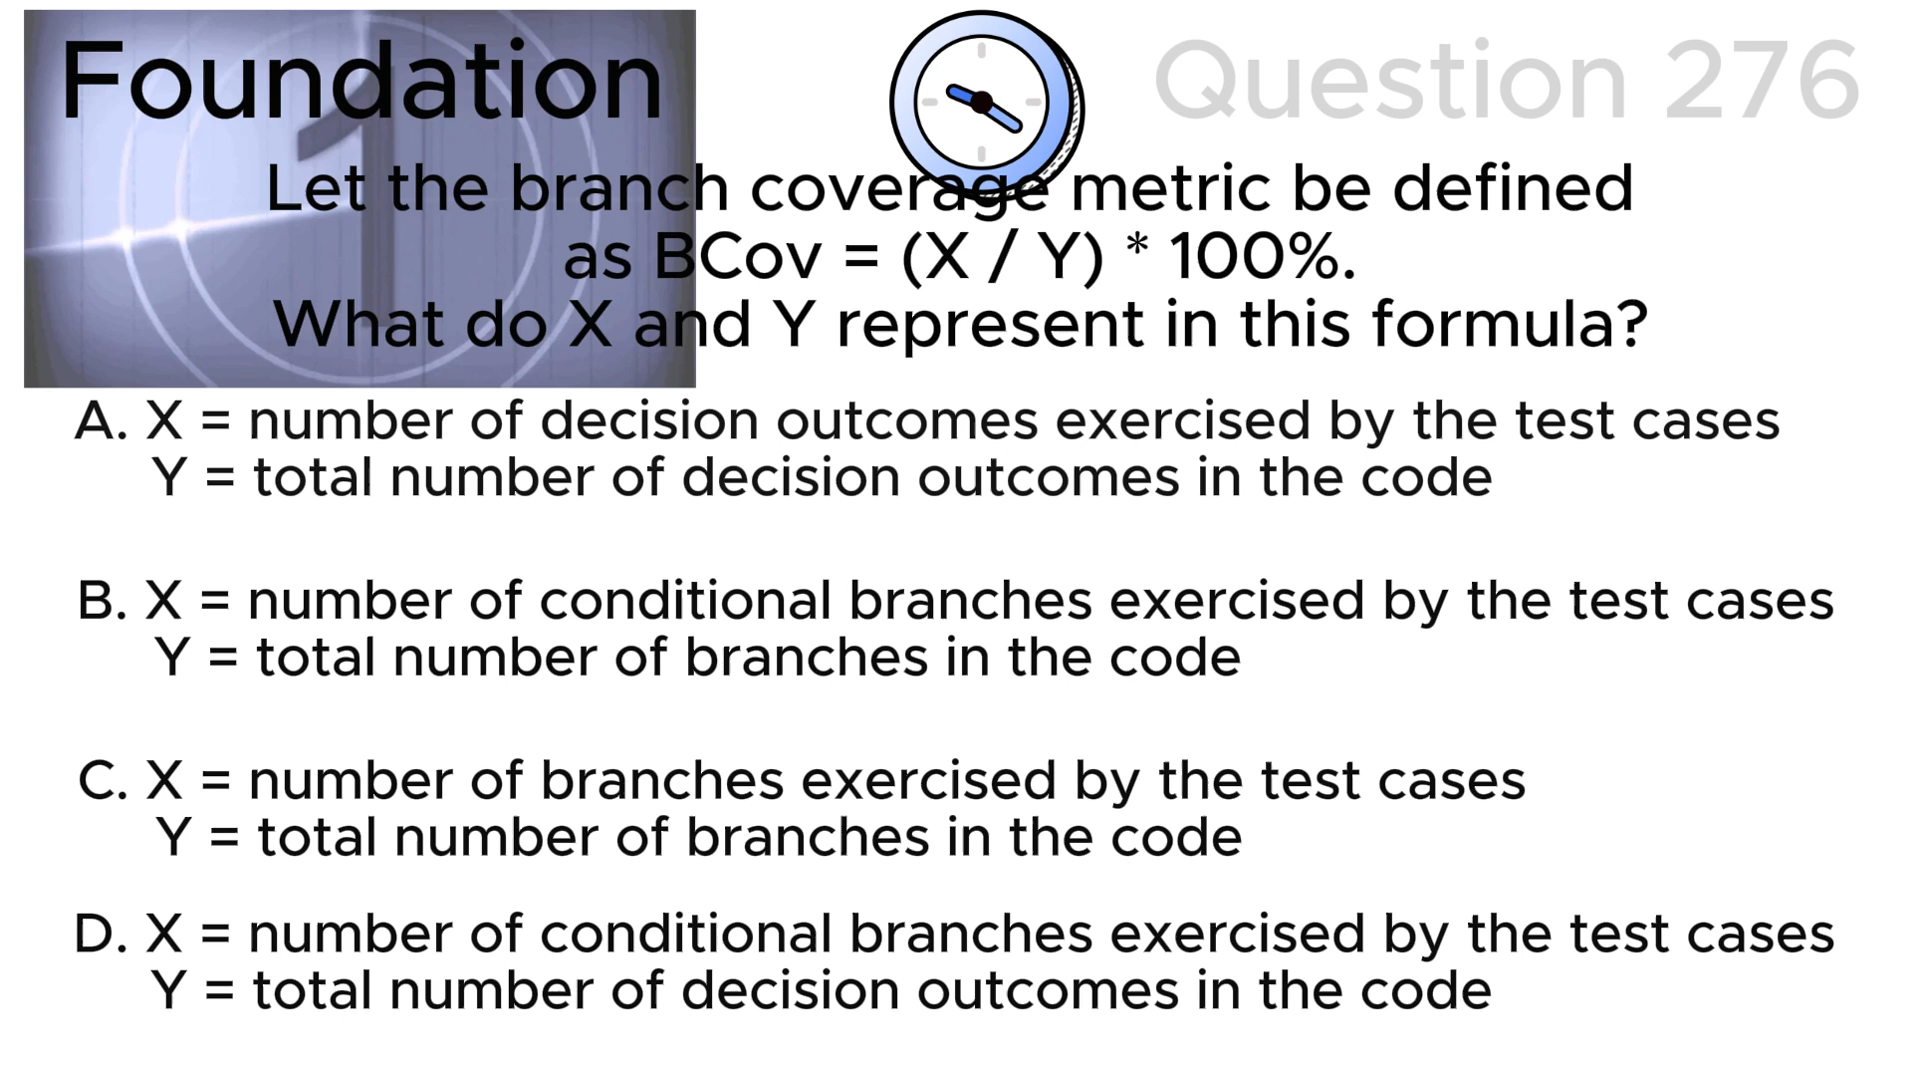 Foundation
Question 276
Let the branch coverage metric be defined
as BCov = (X / Y) * 100%.
What do X and Y represent in this formula?
A. X = number of decision outcomes exercised by the test cases
Y = total number of decision outcomes in the code
B. X = number of conditional branches exercised by the test cases
Y = total number of branches in the code
C. X = number of branches exercised by the test cases
Y = total number of branches in the code
D. X = number of conditional branches exercised by the test cases
Y = total number of decision outcomes in the code
1